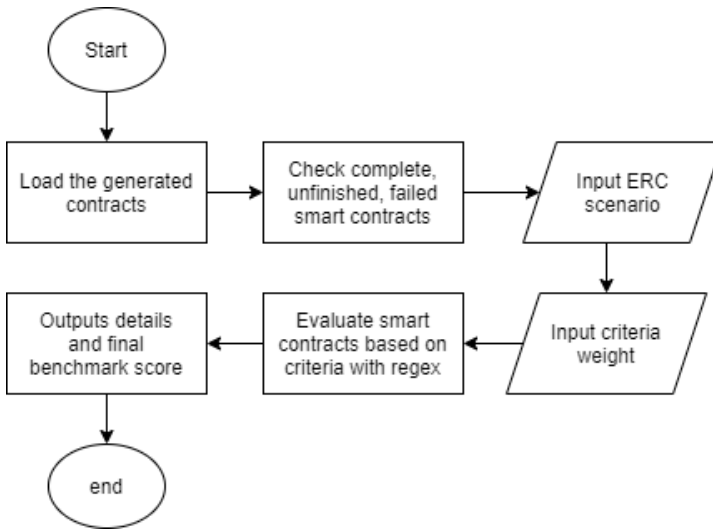 Start
Load the generated
contracts
Check complete,
unfinished, failed
smart contracts
Input ERC
scenario
Input criteria
weight
Evaluate smart
contracts based on
criteria with regex
Outputs details
and final
benchmark score
end